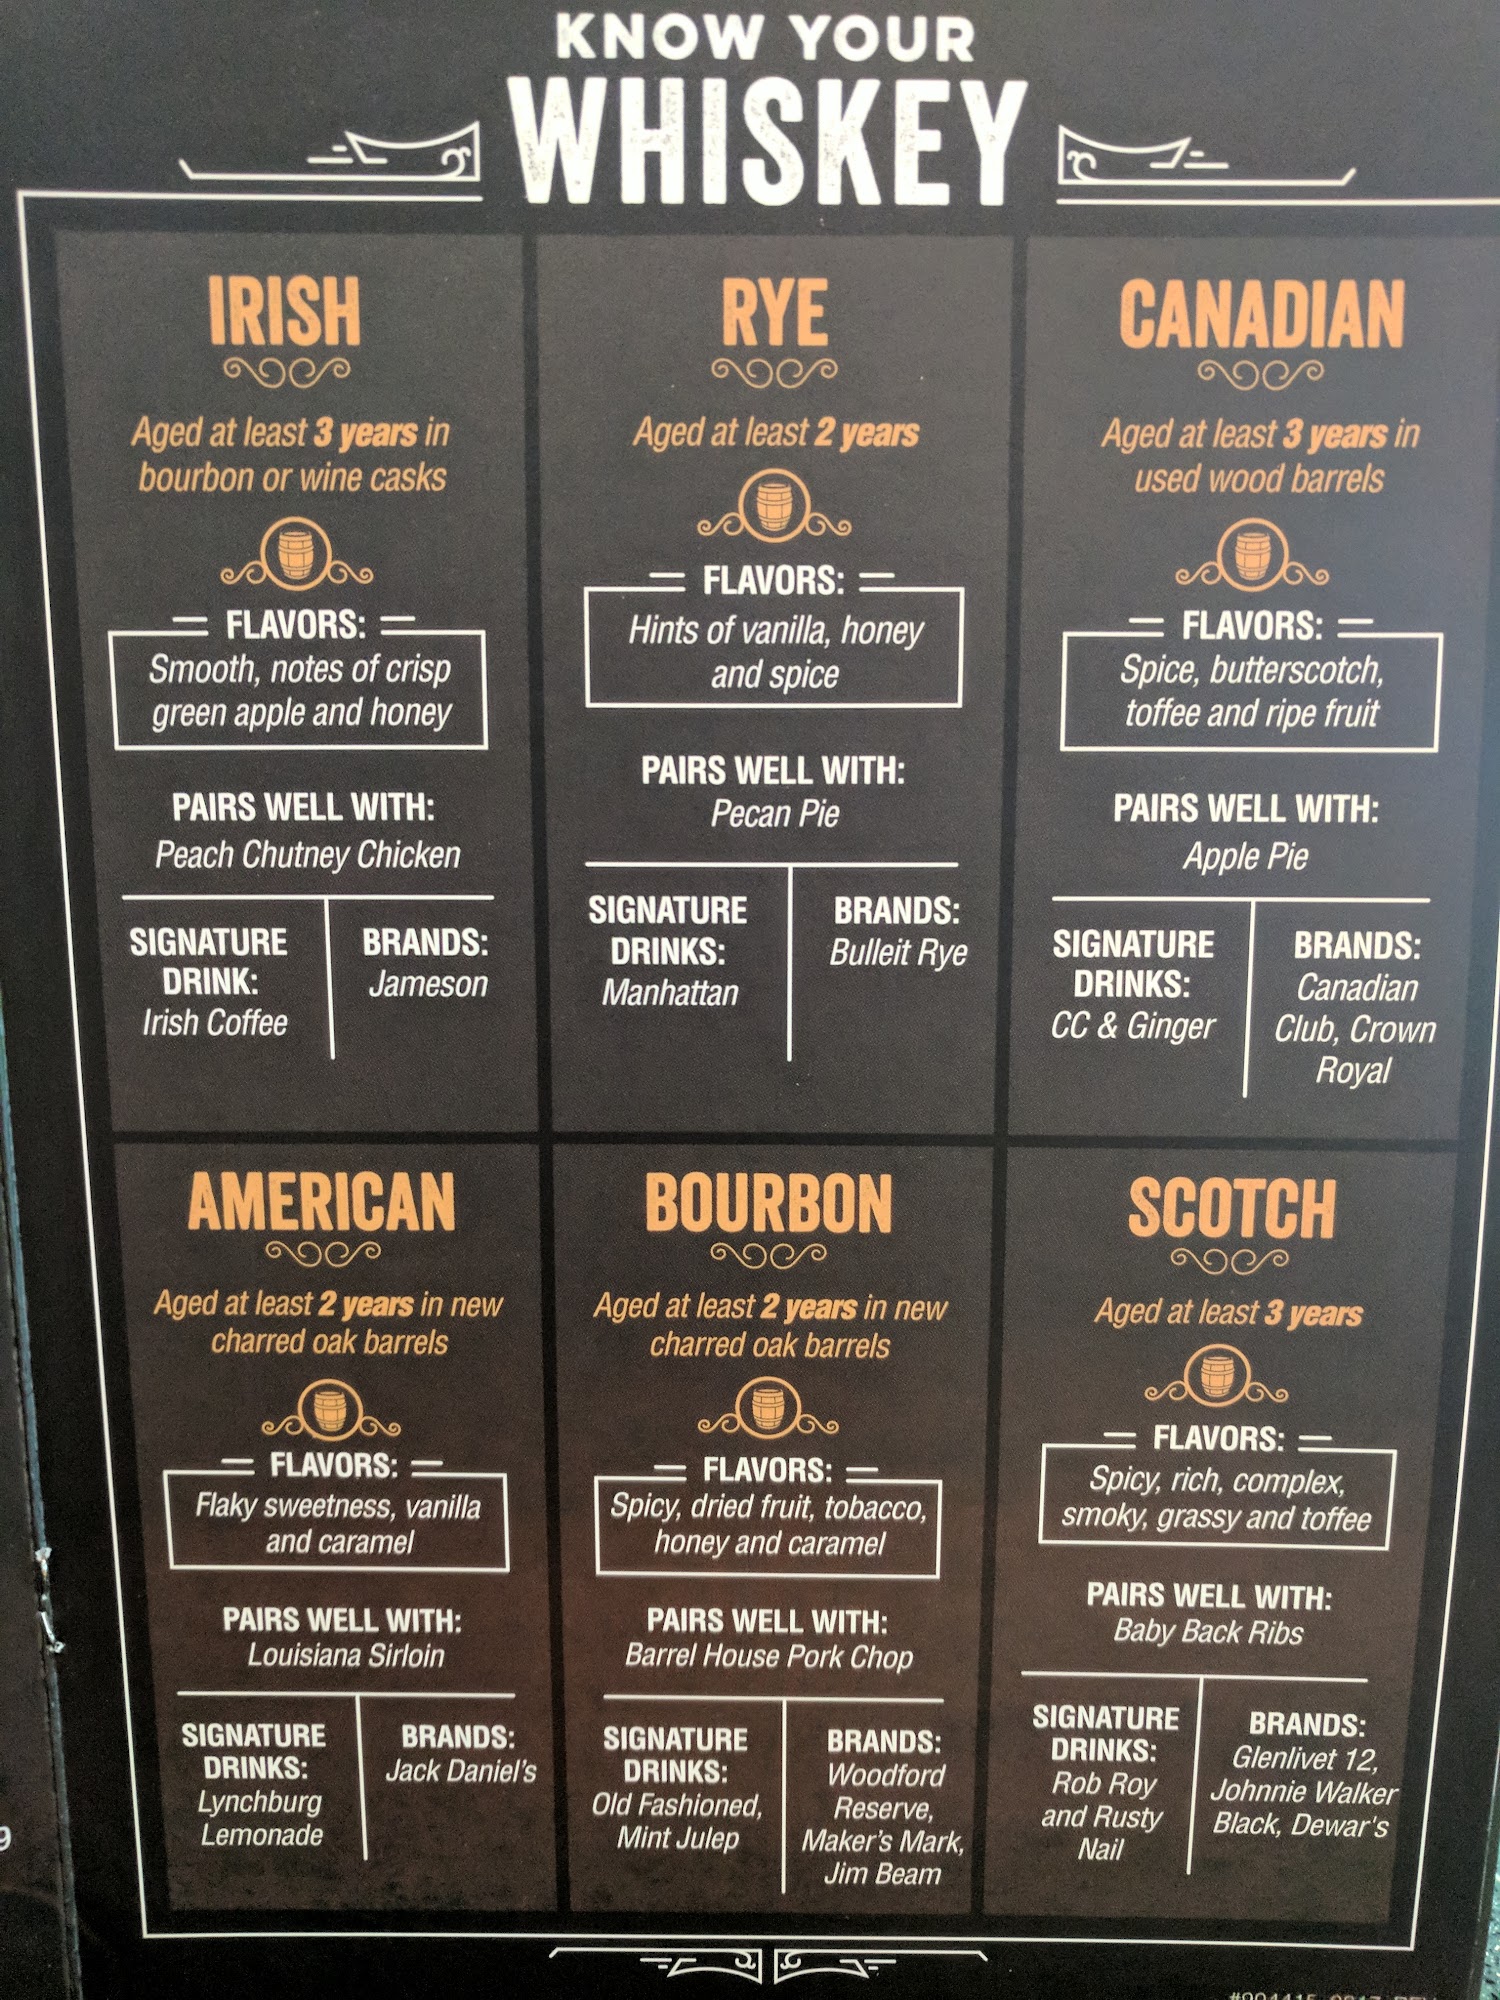 KNOW YOUR
WHISKEY
IRISH
Aged at least 3 years in
bourbon or wine casks
FLAVORS:
Smooth, notes of crisp
green apple and honey
PAIRS WELL WITH:
Peach Chutney Chicken
SIGNATURE
DRINK:
Irish Coffee
BRANDS:
Jameson
RYE
Aged at least 2 years
FLAVORS:
Hints of vanilla, honey
and spice
PAIRS WELL WITH:
Pecan Pie
SIGNATURE
DRINKS:
Manhattan
BRANDS:
Bulleit Rye
CANADIAN
Aged at least 3 years in
used wood barrels
FLAVORS:
Spice, butterscotch,
toffee and ripe fruit
PAIRS WELL WITH:
Apple Pie
SIGNATURE
DRINKS:
CC & Ginger
BRANDS:
Canadian
Club, Crown
Royal
AMERICAN
Aged at least 2 years in new
charred oak barrels
FLAVORS:
Flaky sweetness, vanilla
and caramel
PAIRS WELL WITH:
Louisiana Sirloin
SIGNATURE
DRINKS:
Lynchburg
Lemonade
BRANDS:
Jack Daniel's
BOURBON
Aged at least 2 years in new
charred oak barrels
FLAVORS:
Spicy, dried fruit, tobacco,
honey and caramel
PAIRS WELL WITH:
Barrel House Pork Chop
SIGNATURE
DRINKS:
Old Fashioned,
Mint Julep
BRANDS:
Woodford
Reserve,
Maker's Mark,
Jim Beam
SCOTCH
Aged at least 3 years
FLAVORS:
Spicy, rich, complex,
smoky, grassy and toffee
PAIRS WELL WITH:
Baby Back Ribs
SIGNATURE
DRINKS:
Rob Roy
and Rusty
Nail
BRANDS:
Glenlivet 12,
Johnnie Walker
Black, Dewar's
9